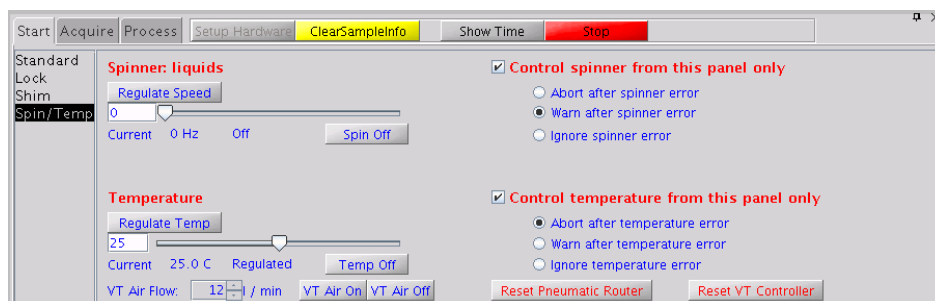 Start Acquire Process Setup Hardware ClearSampleInfo Show Time Stop
Standard
Lock
Shim
Spin/Temp
Spinner: liquids
Regulate Speed
0
Current 0 Hz Off Spin Off
Control spinner from this panel only
Abort after spinner error
Warn after spinner error
Ignore spinner error
Temperature
Regulate Temp
25
Current 25.0 C Regulated Temp Off
VT Air Flow: 12 l / min VT Air On VT Air Off
Control temperature from this panel only
Abort after temperature error
Warn after temperature error
Ignore temperature error
Reset Pneumatic Router Reset VT Controller